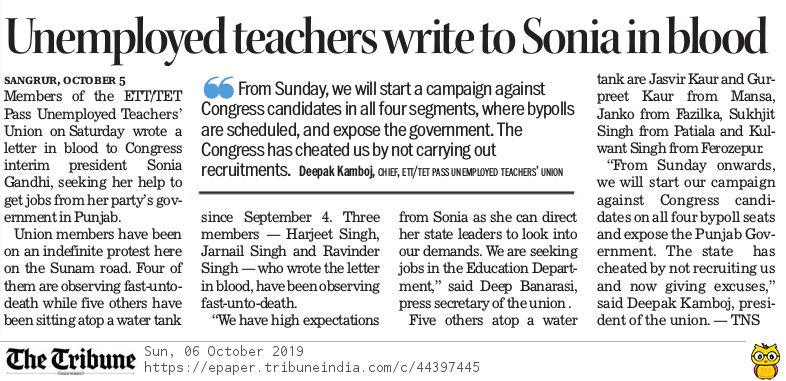 Unemployed teachers write to Sonia in blood
SANGRUR, OCTOBER 5
Members of the ETT/TET
Pass Unemployed Teachers'
Union on Saturday wrote a
letter in blood to Congress
interim president Sonia
Gandhi, seeking her help to
get jobs from her party's gov-
ernment in Punjab.
Union members have been
on an indefinite protest here
on the Sunam road. Four of
them are observing fast-unto-
death while five others have
been sitting atop a water tank
“From Sunday, we will start a campaign against
Congress candidates in all four segments, where bypolls
are scheduled, and expose the government. The
Congress has cheated us by not carrying out
recruitments. Deepak Kamboj, CHIEF, ETT/TET PASS UNEMPLOYED TEACHERS' UNION
since September 4. Three
members — Harjeet Singh,
Jarnail Singh and Ravinder
Singh — who wrote the letter
in blood, have been observing
fast-unto-death.
“We have high expectations
from Sonia as she can direct
her state leaders to look into
our demands. We are seeking
jobs in the Education Depart-
ment,” said Deep Banarasi,
press secretary of the union .
Five others atop a water
tank are Jasvir Kaur and Gur-
preet Kaur from Mansa,
Janko from Fazilka, Sukhjit
Singh from Patiala and Kul-
want Singh from Ferozepur.
“From Sunday onwards,
we will start our campaign
against Congress candi-
dates on all four bypoll seats
and expose the Punjab Gov-
ernment. The state has
cheated by not recruiting us
and now giving excuses,”
said Deepak Kamboj, presi-
dent of the union. — TNS
The Tribune
Sun, 06 October 2019
https://epaper.tribuneindia.com/c/44397445